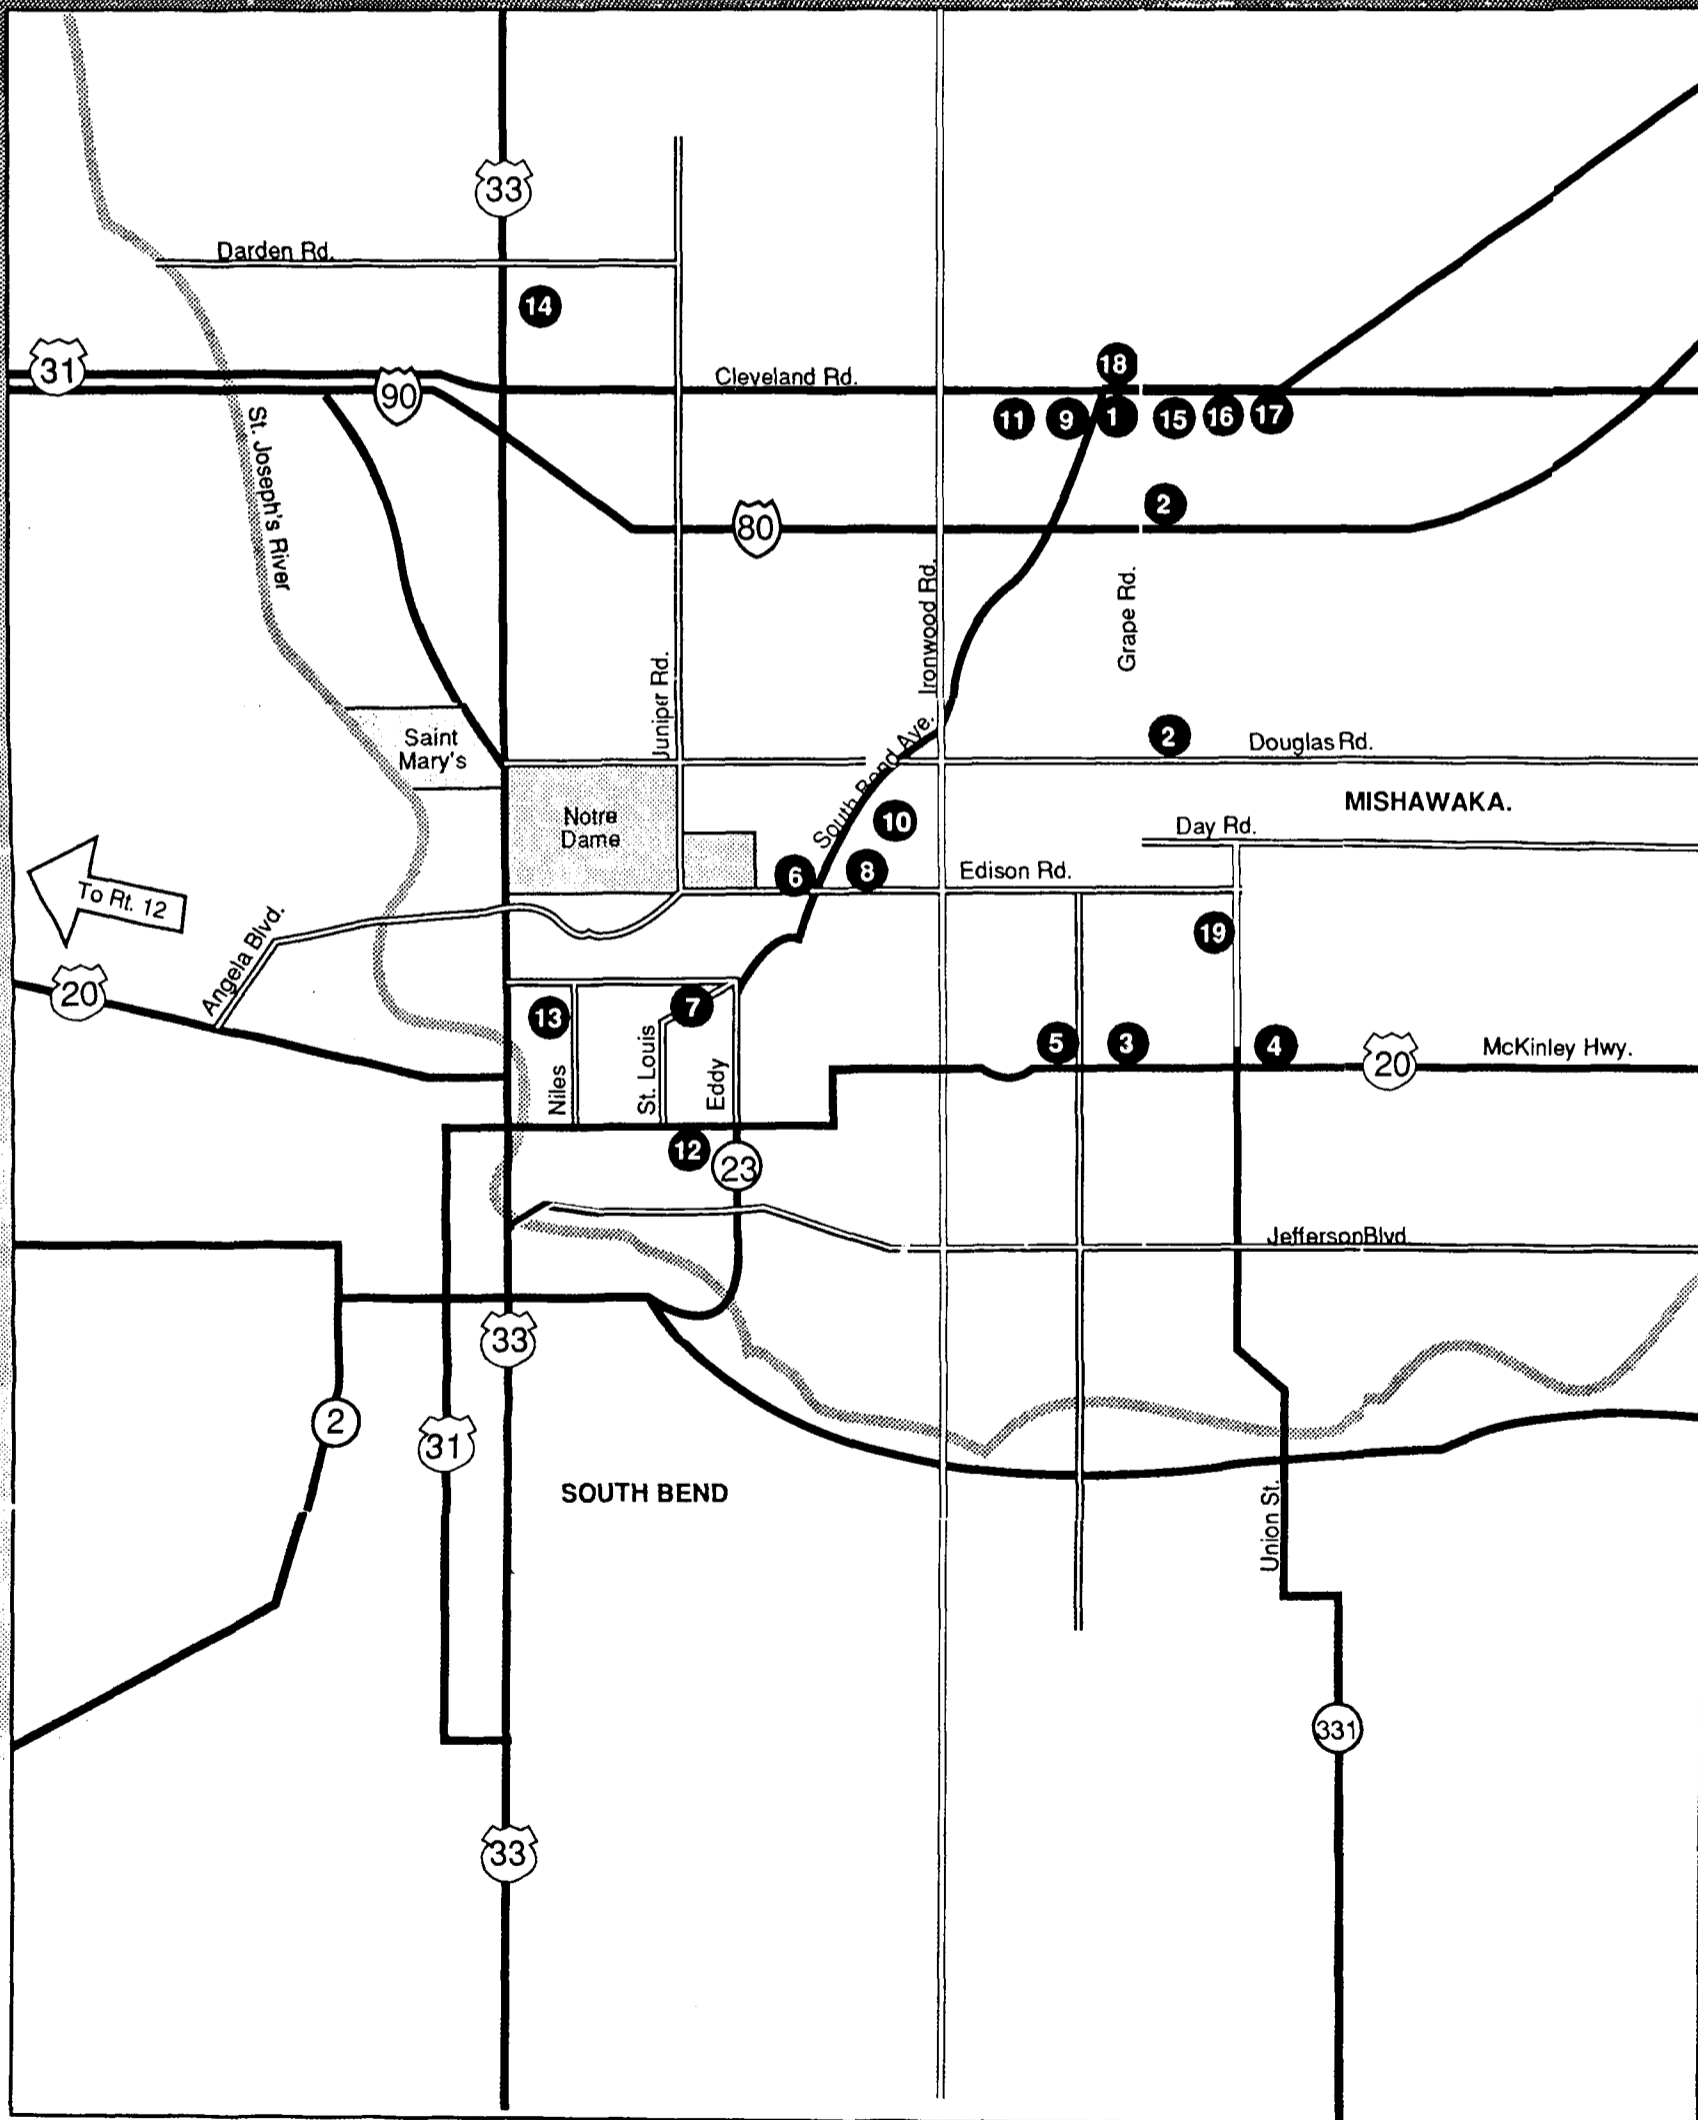 33
Darden Rd.
14
31
90
Cleveland Rd.
18
11
9
1
15
16
17
St. Joseph's River
2
80
Ironwood Rd.
Grape Rd.
Juniper Rd.
South Bend Ave.
Saint
Mary's
2
Douglas Rd.
MISHAWAKA.
Notre
Dame
10
Day Rd.
6
8
Edison Rd.
To Rt. 12
Angela Blvd.
19
20
13
7
Niles
St. Louis
Eddy
5
3
4
20
McKinley Hwy.
12
23
JeffersonBlvd.
33
2
31
SOUTH BEND
Union St.
331
33